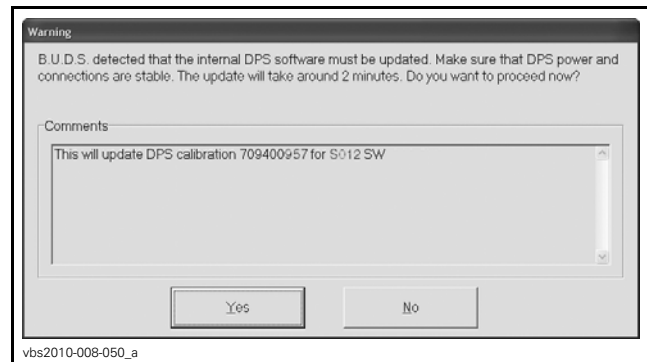 Warning
B.U.D.S. detected that the internal DPS software must be updated. Make sure that DPS power and
connections are stable. The update will take around 2 minutes. Do you want to proceed now?
Comments
This will update DPS calibration 709400957 for S012 SW
Yes
No
vbs2010-008-050_a